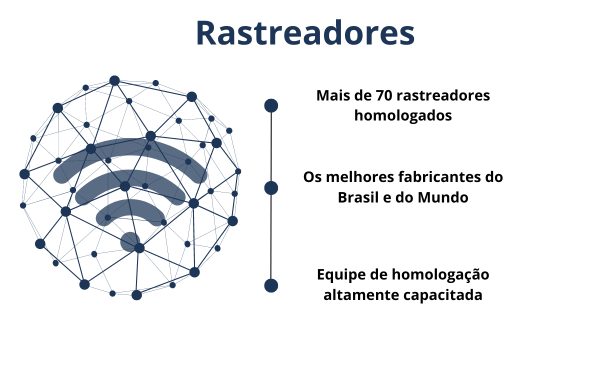 Rastreadores
Mais de 70 rastreadores
homologados
Os melhores fabricantes do
Brasil e do Mundo
Equipe de homologação
altamente capacitada